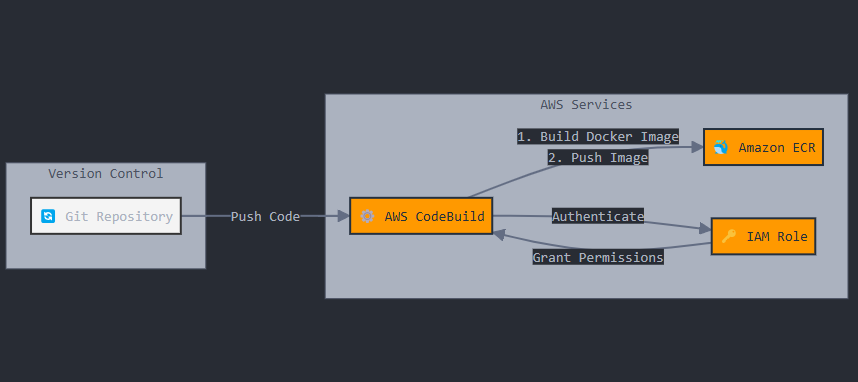 AWS Services
1. Build Docker Image
2. Push Image
Amazon ECR
Version Control
Git Repository
Push Code
AWS CodeBuild
Authenticate
IAM Role
Grant Permissions